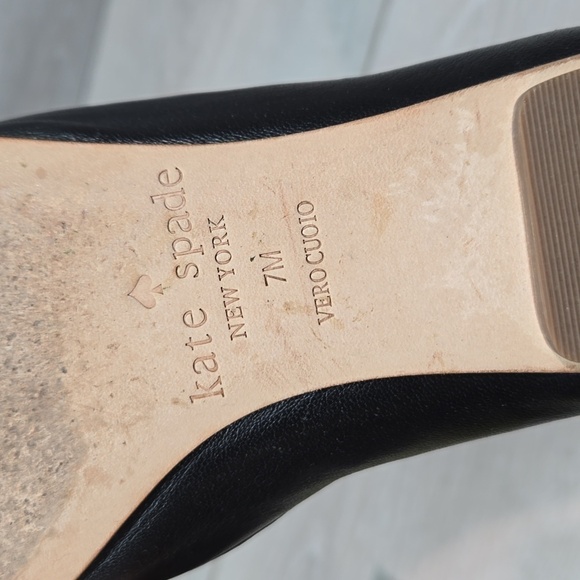 kate spade
NEW YORK
7M
VERO CUOIO